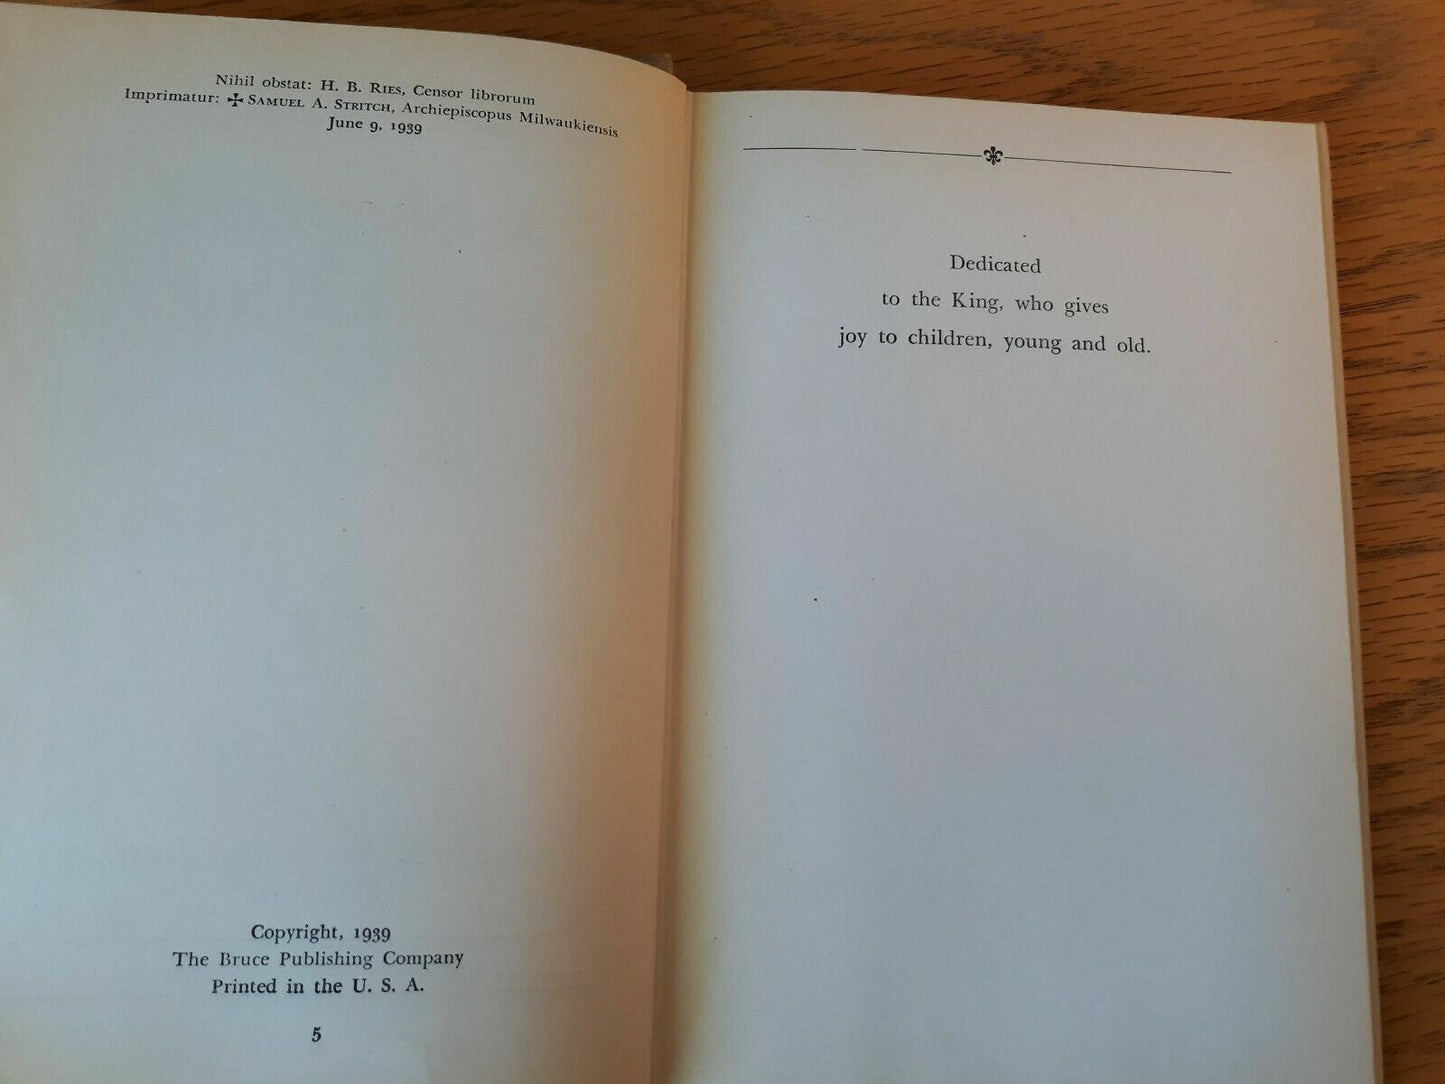 Nihil obstat: H. B. RIES, Censor librorum
Imprimatur: ✠ SAMUEL A. STRITCH, Archiepiscopus Milwaukiensis
June 9, 1939
Copyright, 1939
The Bruce Publishing Company
Printed in the U. S. A.
5
Dedicated
to the King, who gives
joy to children, young and old.